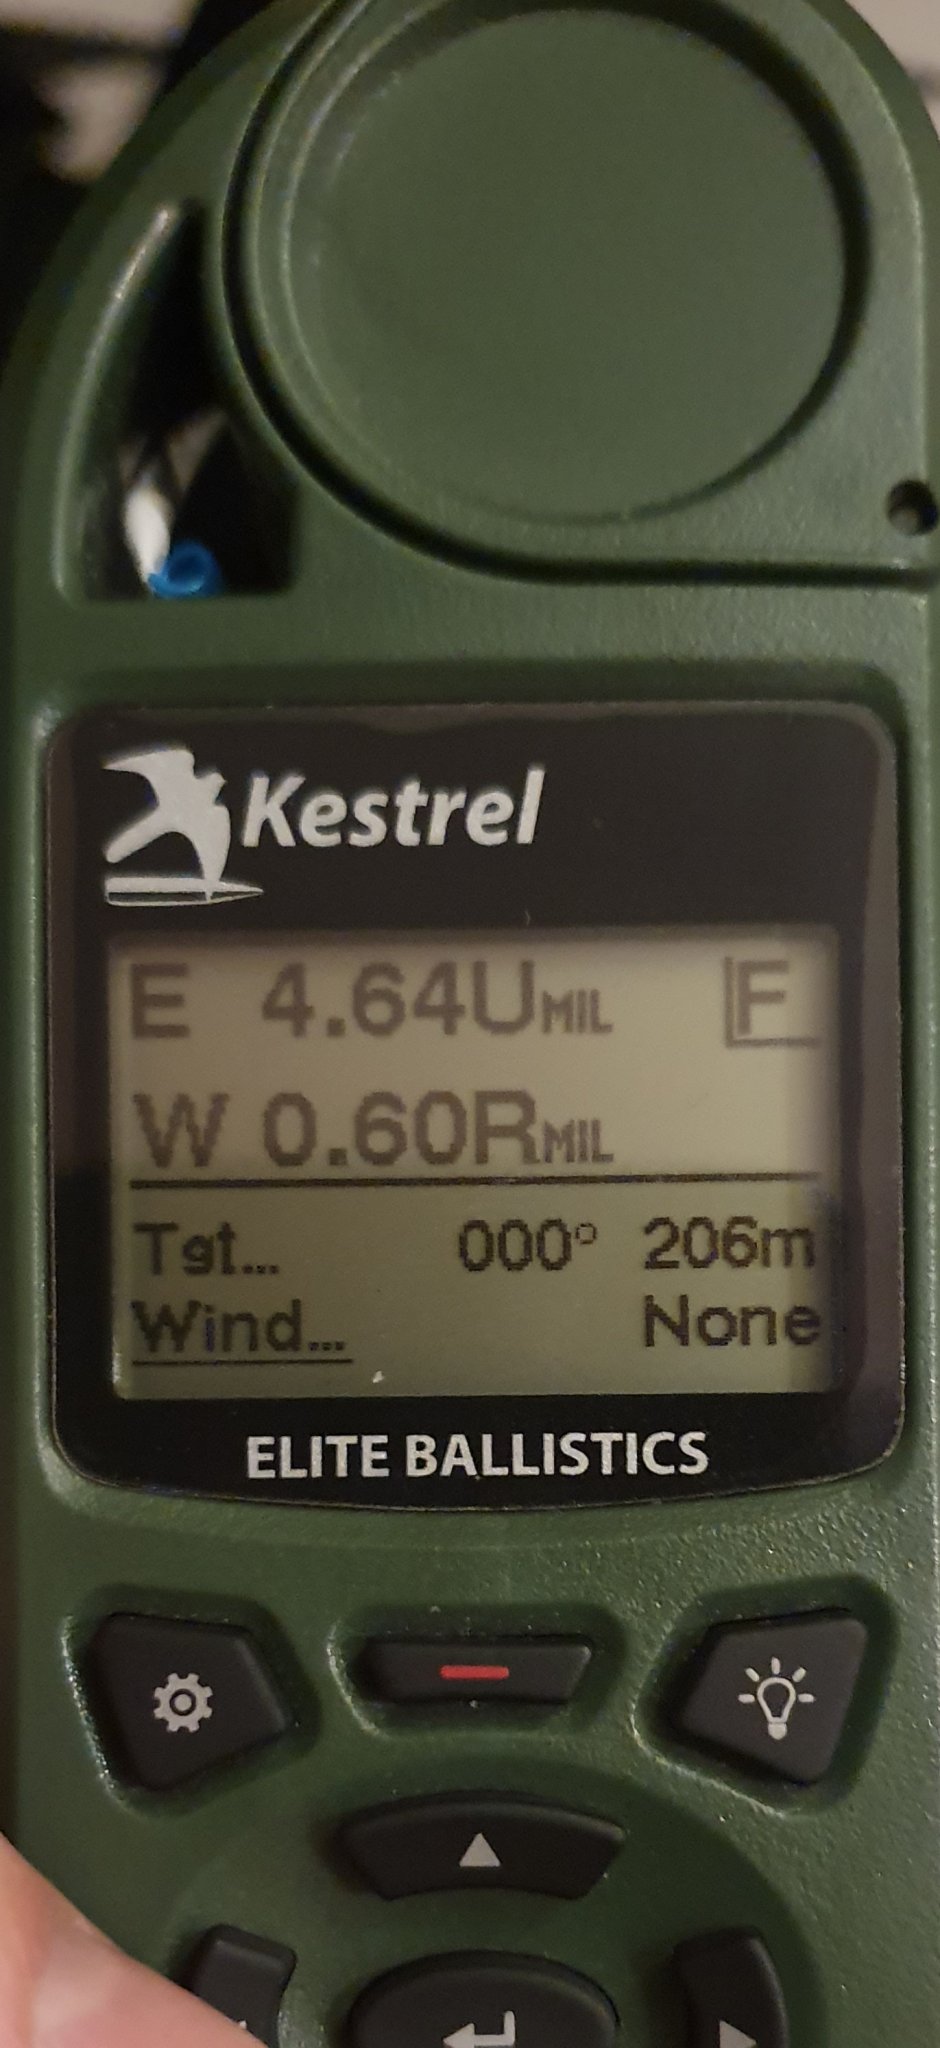 Kestrel
E 4.64U MIL F
W 0.60R MIL
Tgt... 000° 206m
Wind... None
ELITE BALLISTICS